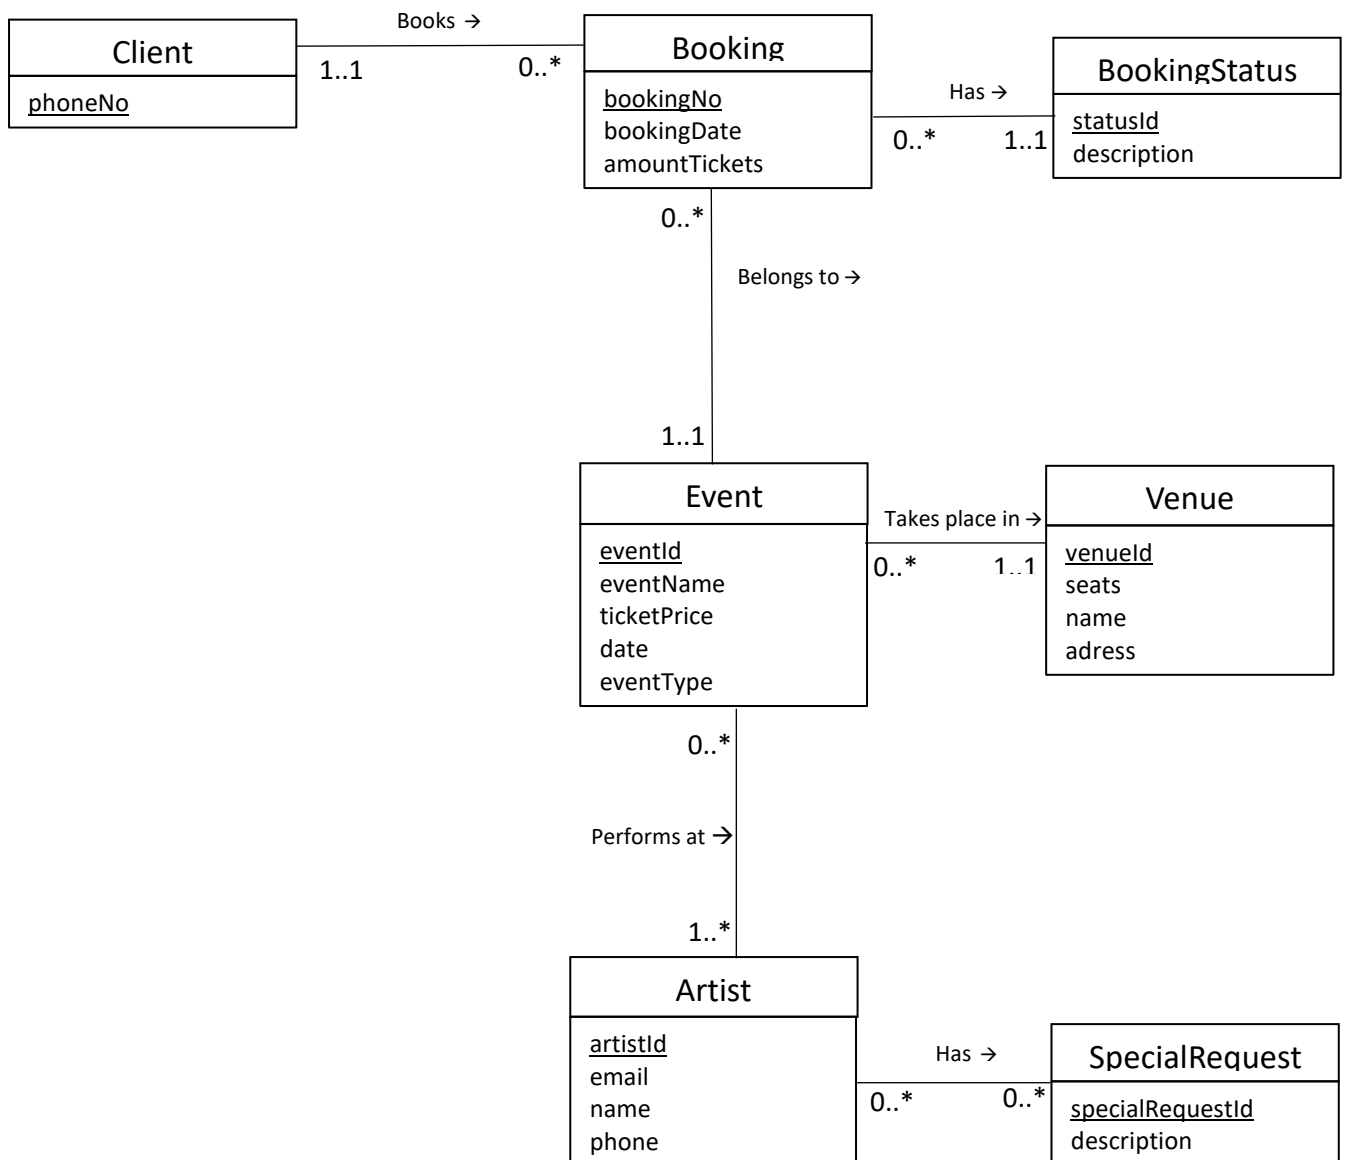 Books →
Client
phoneNo
1..1
0..*
Booking
bookingNo
bookingDate
amountTickets
Has →
0..*
1..1
BookingStatus
statusId
description
0..*
Belongs to →
1..1
Event
eventId
eventName
ticketPrice
date
eventType
Takes place in →
0..*
1..1
Venue
venueId
seats
name
adress
0..*
Performs at →
1..*
Artist
artistId
email
name
phone
Has →
0..*
0..*
SpecialRequest
specialRequestId
description